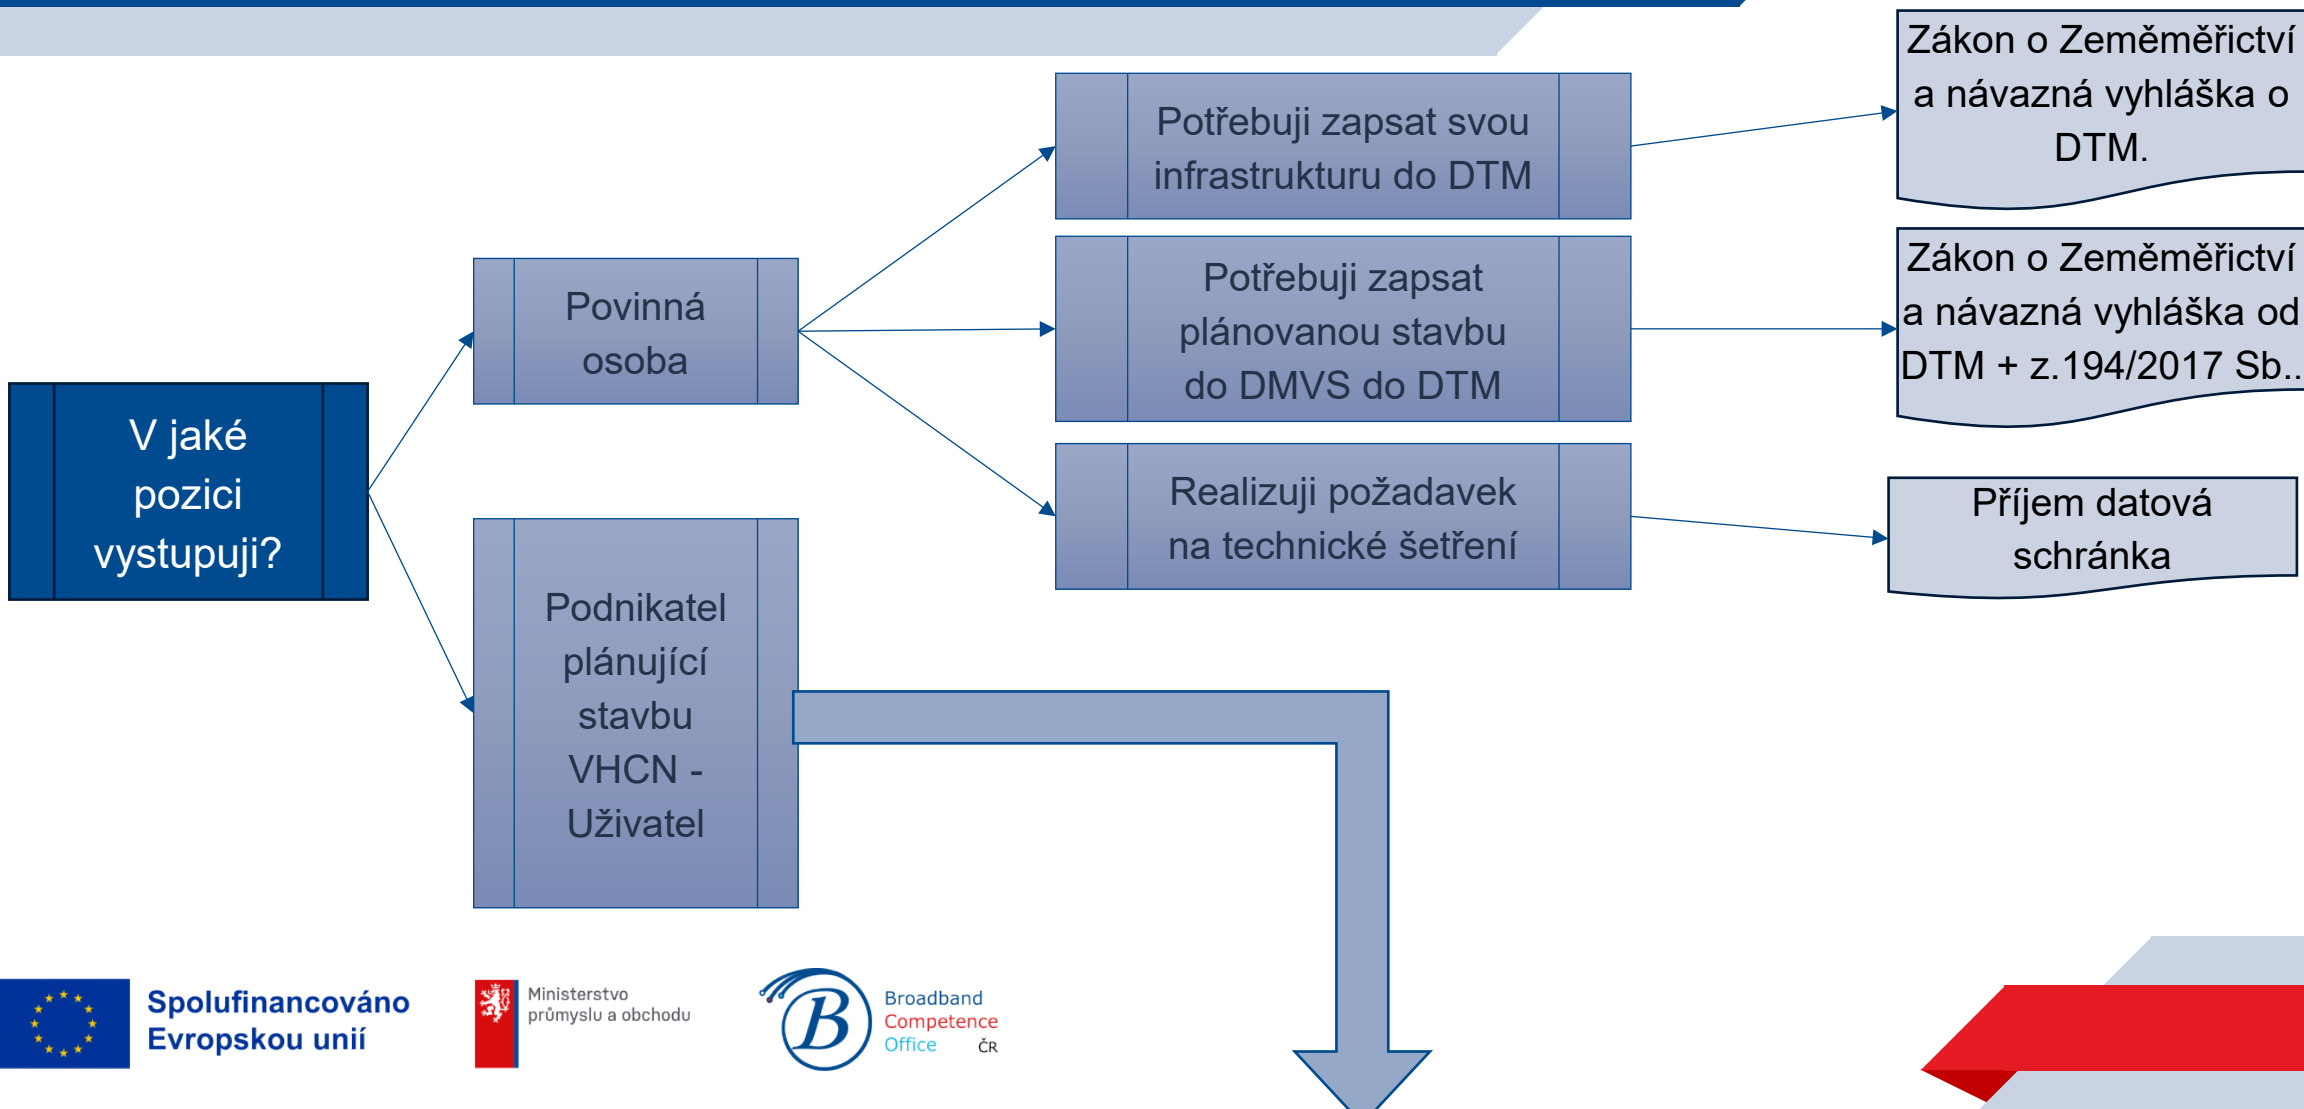 V jaké
pozici
vystupuji?
Povinná
osoba
Podnikatel
plánující
stavbu
VHCN -
Uživatel
Potřebuji zapsat svou
infrastrukturu do DTM
Potřebuji zapsat
plánovanou stavbu
do DMVS do DTM
Realizuji požadavek
na technické šetření
Zákon o Zeměměřictví
a návazná vyhláška o
DTM.
Zákon o Zeměměřictví
a návazná vyhláška od
DTM + z.194/2017 Sb..
Příjem datová
schránka
Spolufinancováno
Evropskou unií
Ministerstvo
průmyslu a obchodu
B
Broadband
Competence
Office ČR